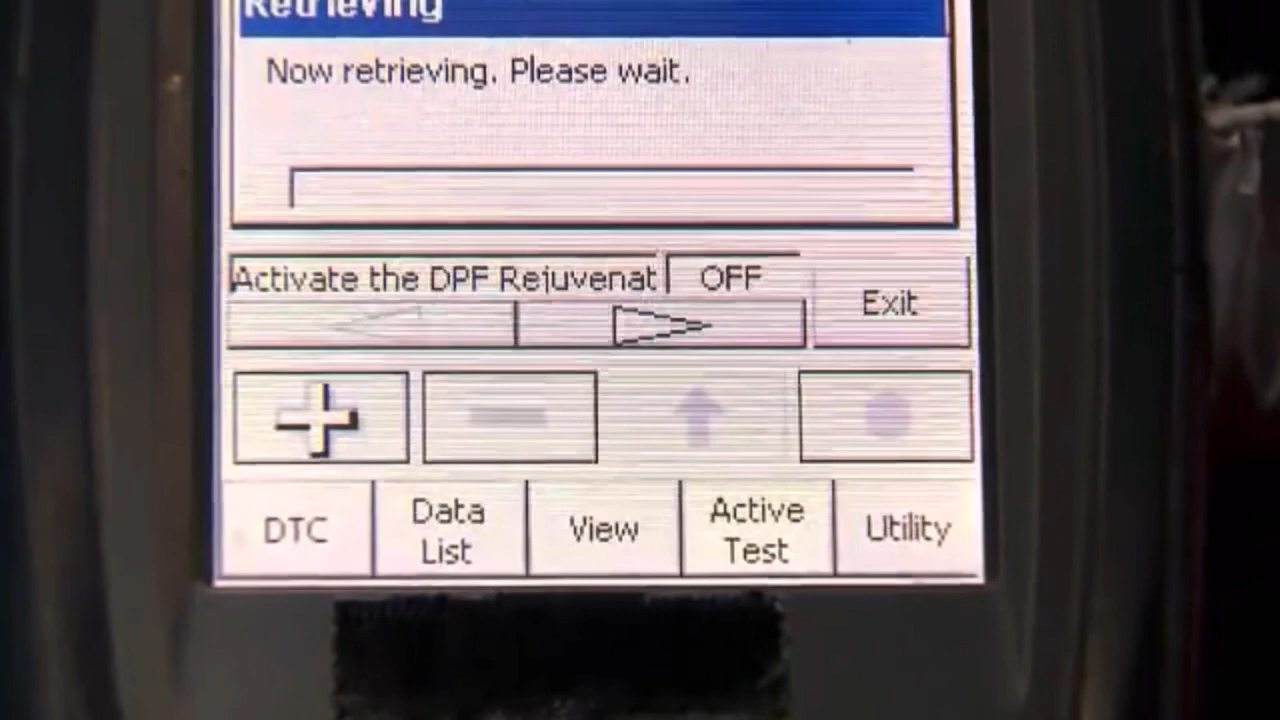 Retrieving
Now retrieving. Please wait.
Activate the DPF Rejuvenat OFF
Exit
DTC
Data
List
View
Active
Test
Utility